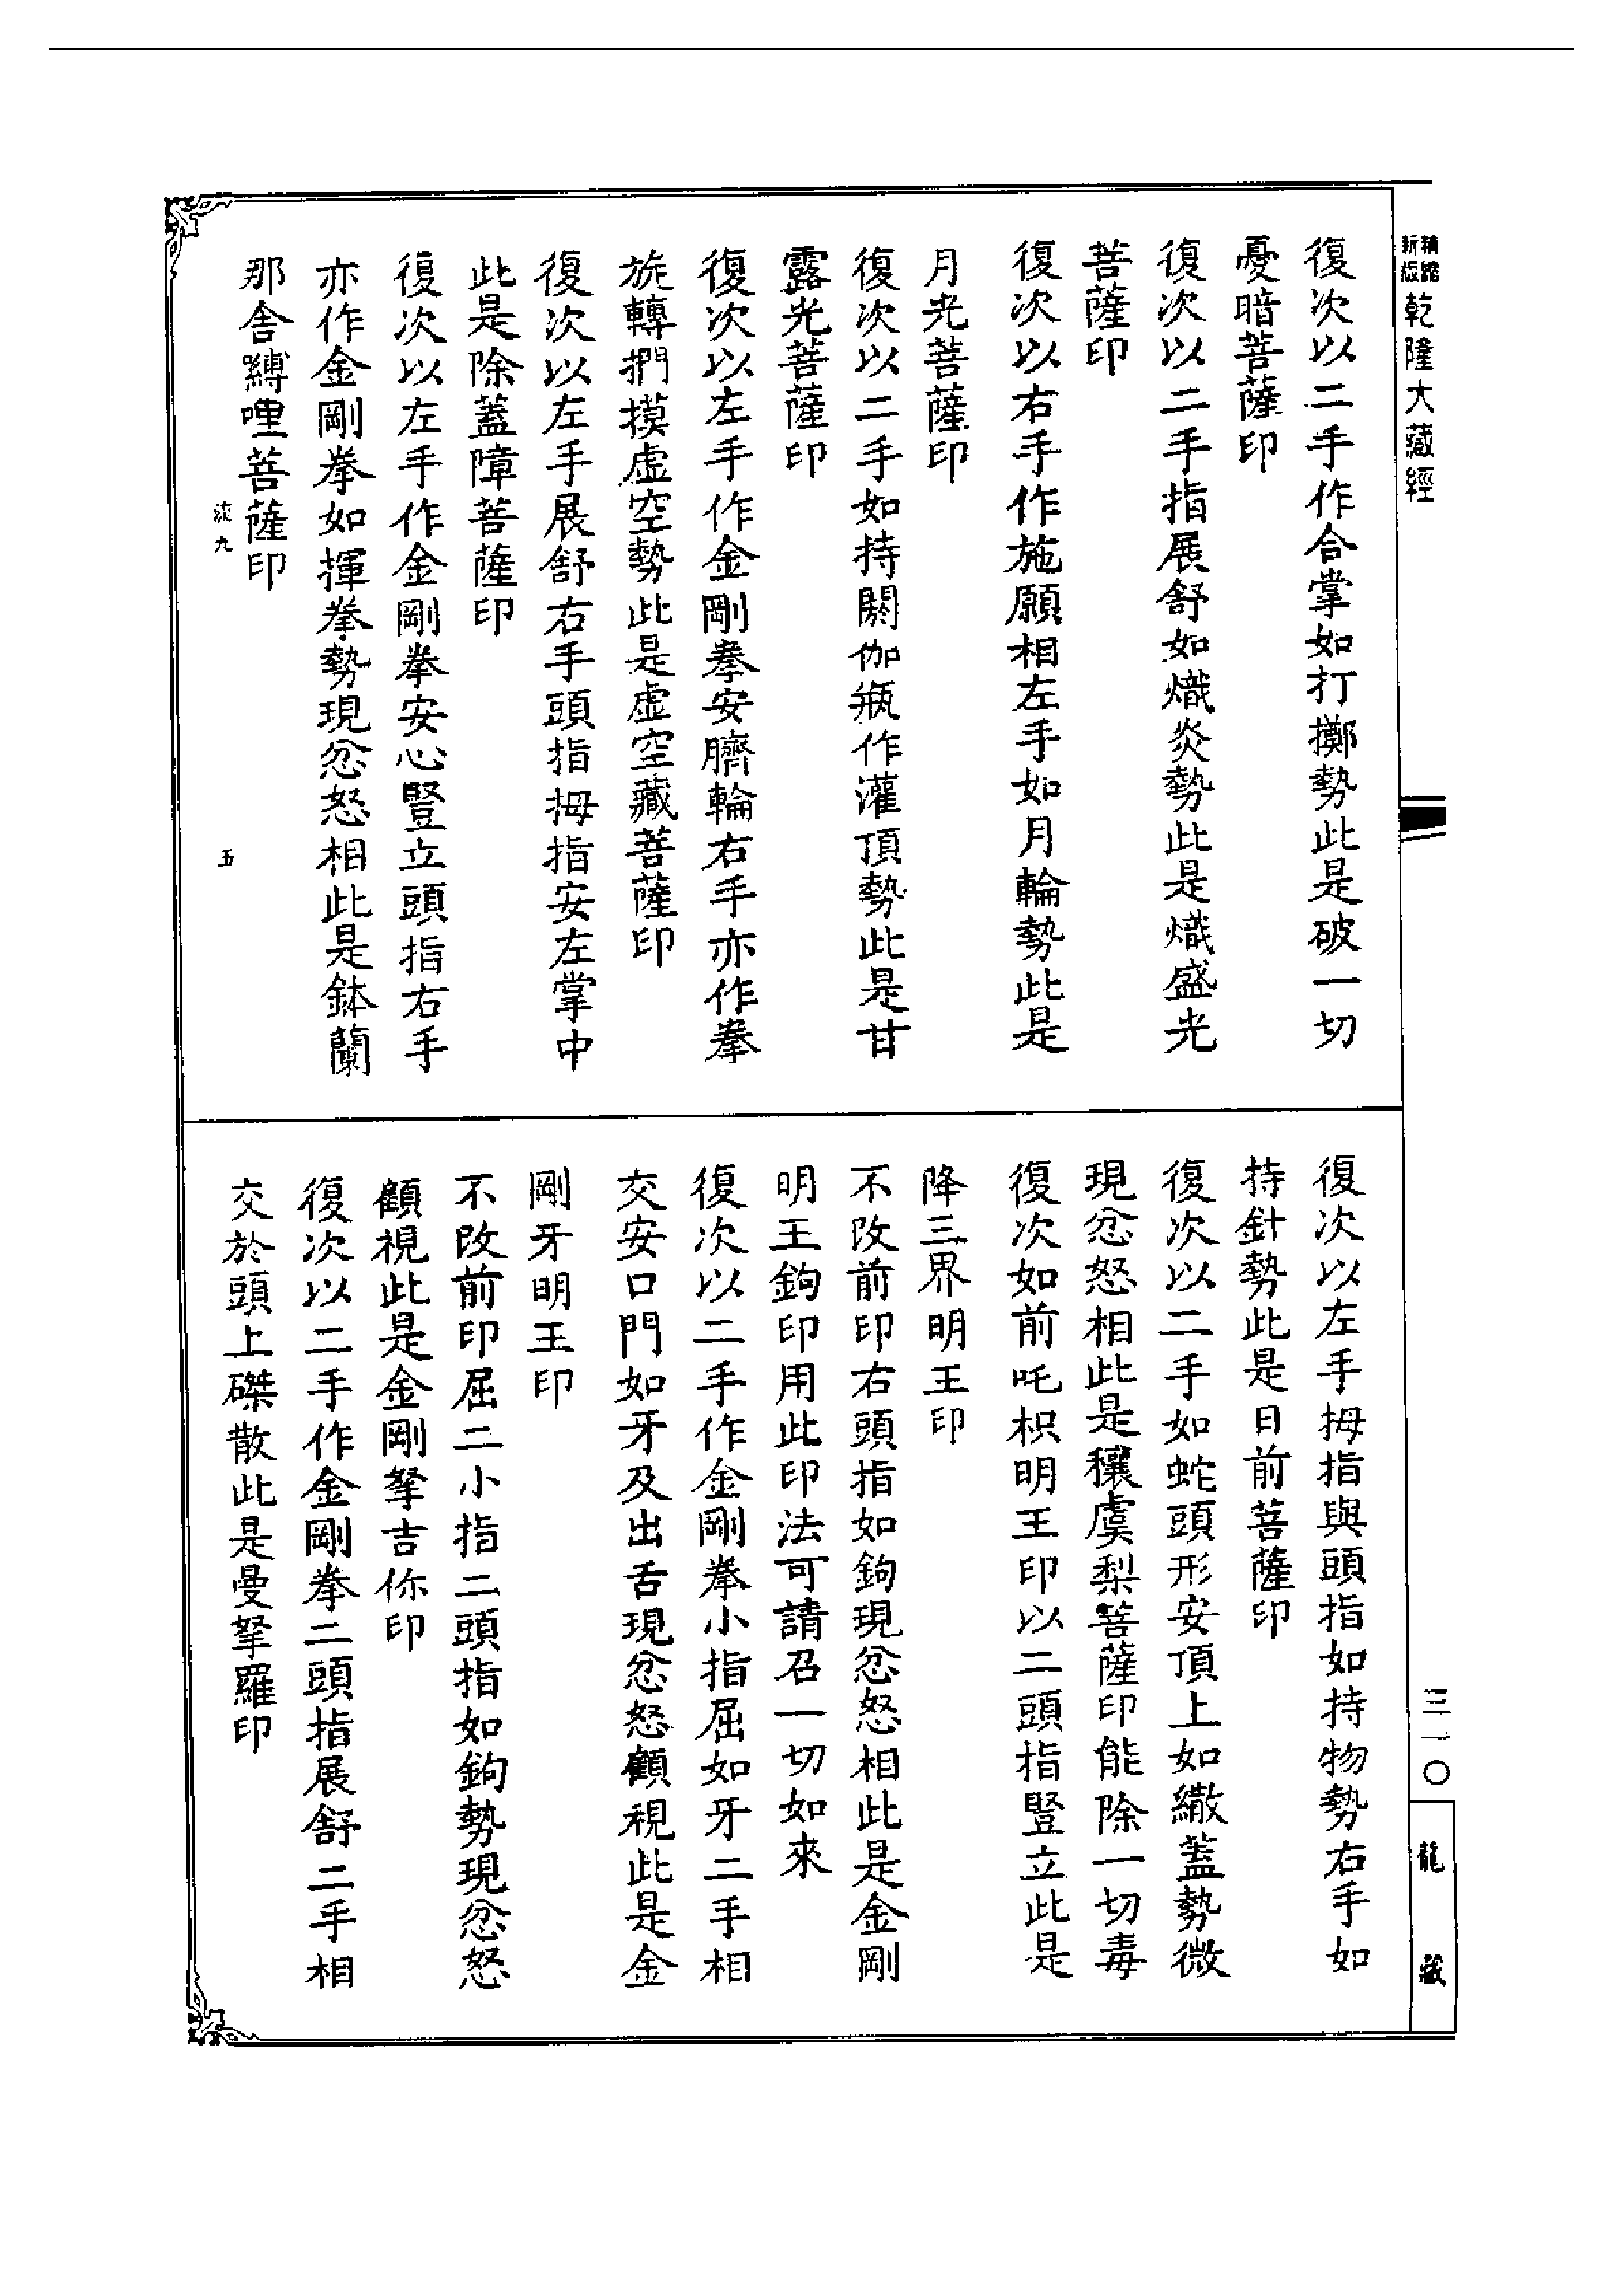 新編
縮版
乾隆大藏經
復次以二手作合掌如打擲勢此是破一切
憂暗菩薩印
復次以二手指展舒如熾炎勢此是熾盛光
菩薩印
復次以右手作施願相左手如月輪勢此是
月光菩薩印
復次以二手如持閼伽瓶作灌頂勢此是甘
露光菩薩印
復次以左手作金剛拳安臍輪右手亦作拳
旋轉捫摸虛空勢此是虛空藏菩薩印
復次以左手展舒右手頭指拇指安左掌中
此是除蓋障菩薩印
復次以左手作金剛拳安心豎立頭指右手
亦作金剛拳如揮拳勢現忿怒相此是鉢蘭
那舍縛哩菩薩印
九
五
復次以左手拇指與頭指如持物勢右手如
持針勢此是日前菩薩印
復次以二手如蛇頭形安頂上如繖蓋勢微
現忿怒相此是穰虞梨菩薩印能除一切毒
復次如前吒枳明王印以二頭指豎立此是
降三界明王印
不改前印右頭指如鉤現忿怒相此是金剛
明王鉤印用此印法可請召一切如來
復次以二手作金剛拳小指屈如牙二手相
交安口門如牙及出舌現忿怒顧視此是金
剛牙明王印
不改前印屈二小指二頭指如鉤勢現忿怒
顧視此是金剛拏吉你印
復次以二手作金剛拳二頭指展舒二手相
交於頭上磔散此是曼拏羅印
三一〇
龍藏